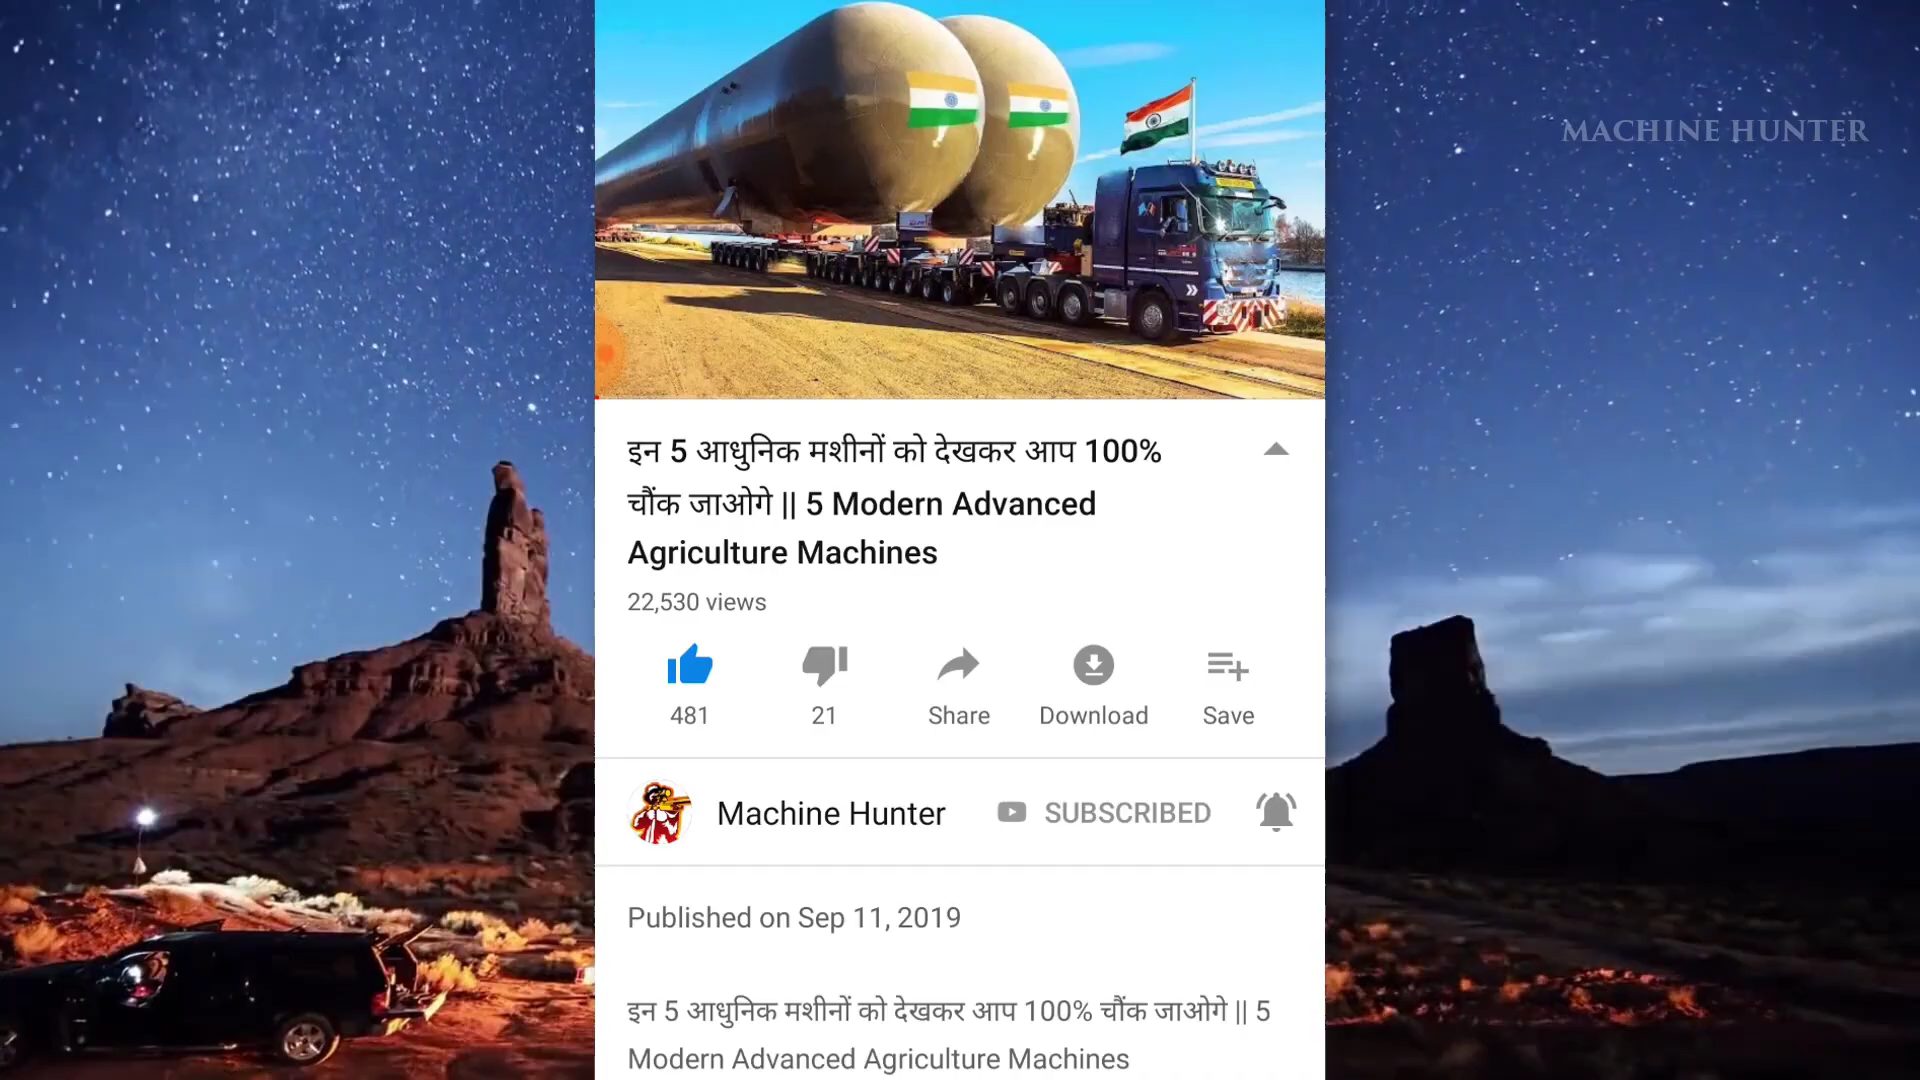 MACHINE HUNTER
इन 5 आधुनिक मशीनों को देखकर आप 100%
चौंक जाओगे || 5 Modern Advanced
Agriculture Machines
22,530 views
481
21
Share
Download
Save
Machine Hunter
SUBSCRIBED
Published on Sep 11, 2019
इन 5 आधुनिक मशीनों को देखकर आप 100% चौंक जाओगे || 5
Modern Advanced Agriculture Machines